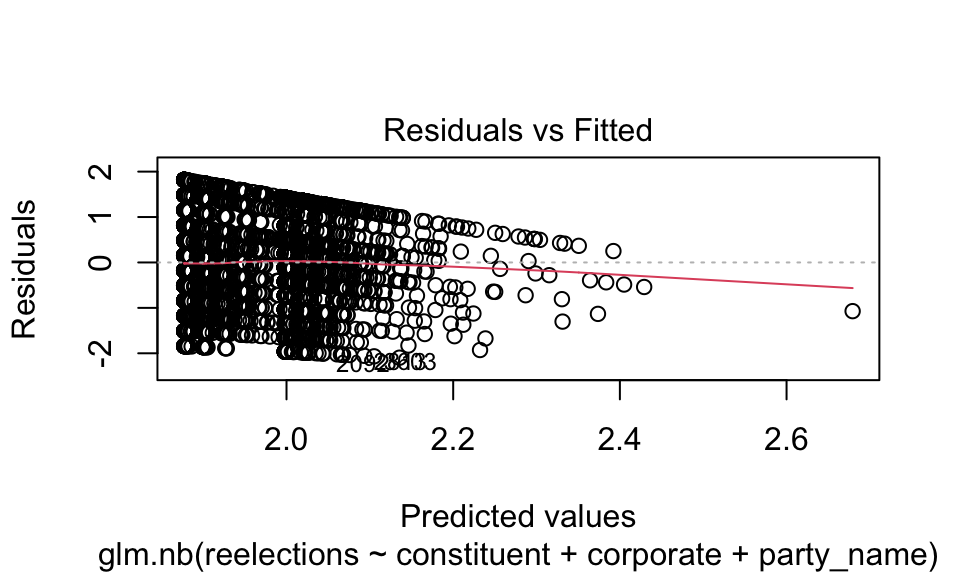 Residuals vs Fitted
Residuals
2
1
0
-2
2.0
2.2
2.4
2.6
Predicted values
glm.nb(reelections ~ constituent + corporate + party_name)